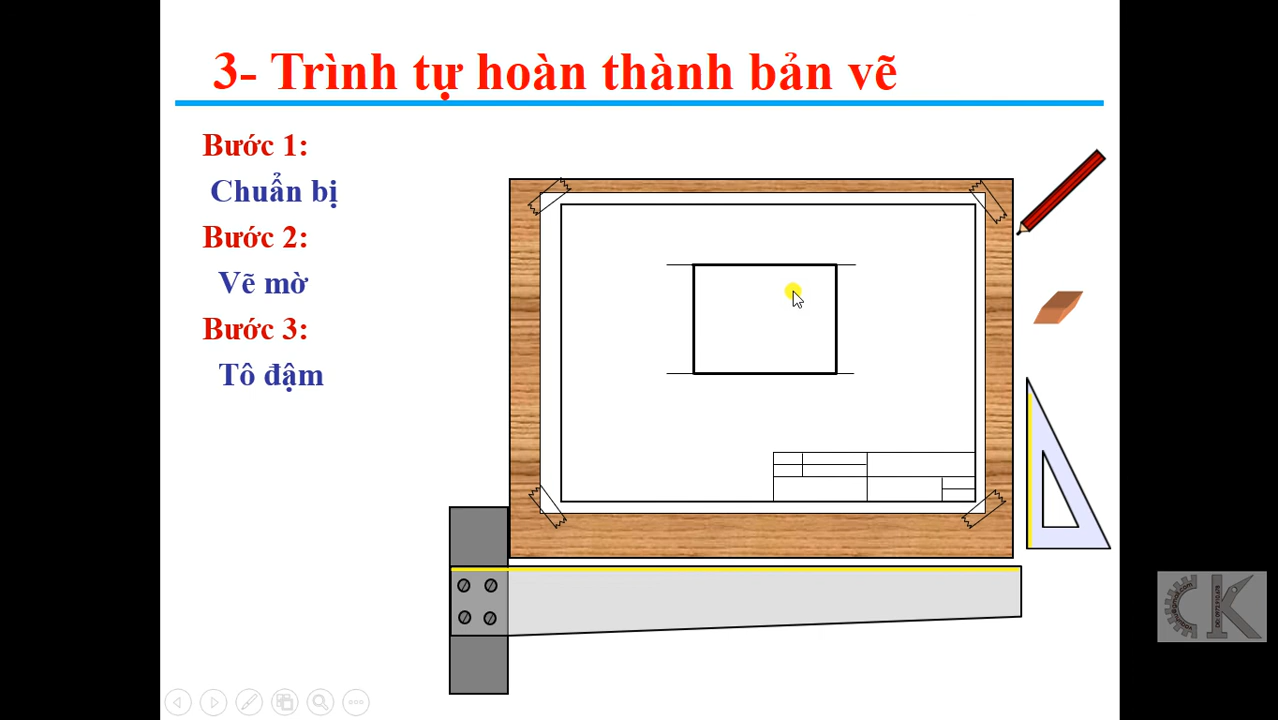 3- Trình tự hoàn thành bản vẽ
Bước 1:
Chuẩn bị
Bước 2:
Vẽ mờ
Bước 3:
Tô đậm